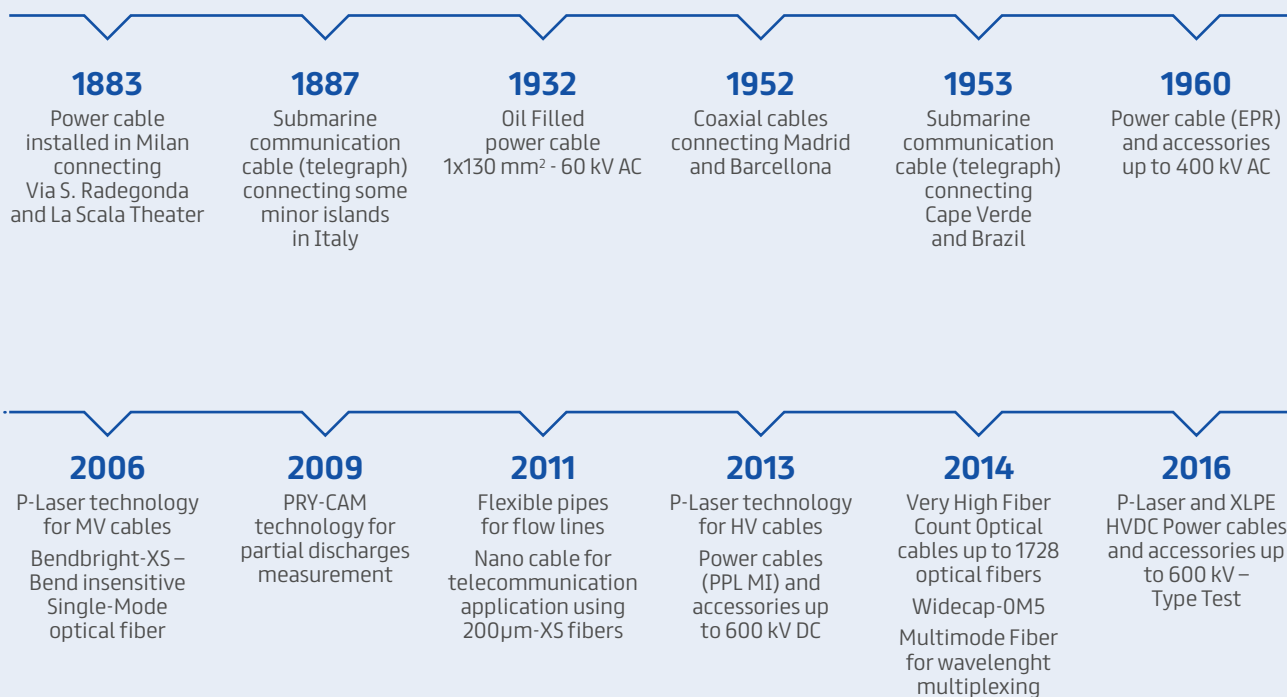 1883
Power cable
installed in Milan
connecting
Via S. Radegonda
and La Scala Theater
1887
Submarine
communication
cable (telegraph)
connecting some
minor islands
in Italy
1932
Oil Filled
power cable
1x130 mm² - 60 kV AC
1952
Coaxial cables
connecting Madrid
and Barcellona
1953
Submarine
communication
cable (telegraph)
connecting
Cape Verde
and Brazil
1960
Power cable (EPR)
and accessories
up to 400 kV AC
2006
P-Laser technology
for MV cables
Bendbright-XS –
Bend insensitive
Single-Mode
optical fiber
2009
PRY-CAM
technology for
partial discharges
measurement
2011
Flexible pipes
for flow lines
Nano cable for
telecommunication
application using
200µm-XS fibers
2013
P-Laser technology
for HV cables
Power cables
(PPL MI) and
accessories up
to 600 kV DC
2014
Very High Fiber
Count Optical
cables up to 1728
optical fibers
Widecap-OM5
Multimode Fiber
for wavelenght
multiplexing
2016
P-Laser and XLPE
HVDC Power cables
and accessories up
to 600 kV –
Type Test